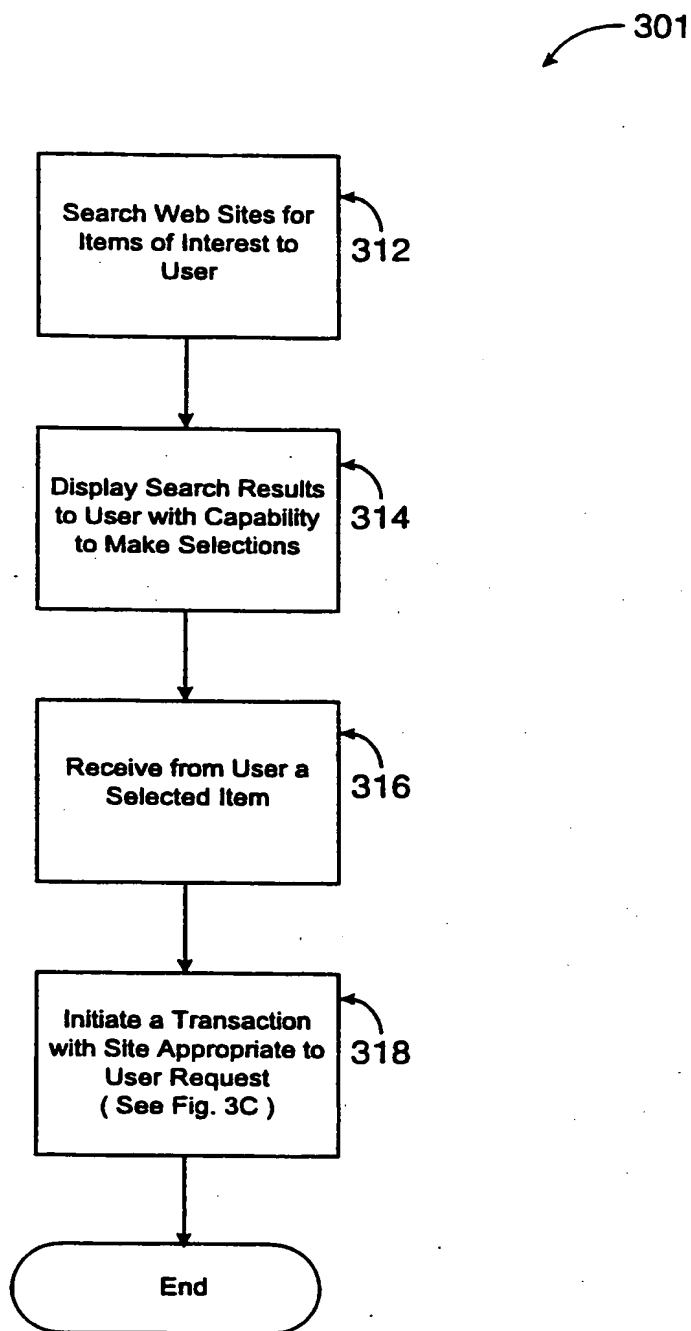 301
Search Web Sites for
Items of Interest to
User
312
Display Search Results
to User with Capability
to Make Selections
314
Receive from User a
Selected Item
316
Initiate a Transaction
with Site Appropriate to
User Request
( See Fig. 3C )
318
End